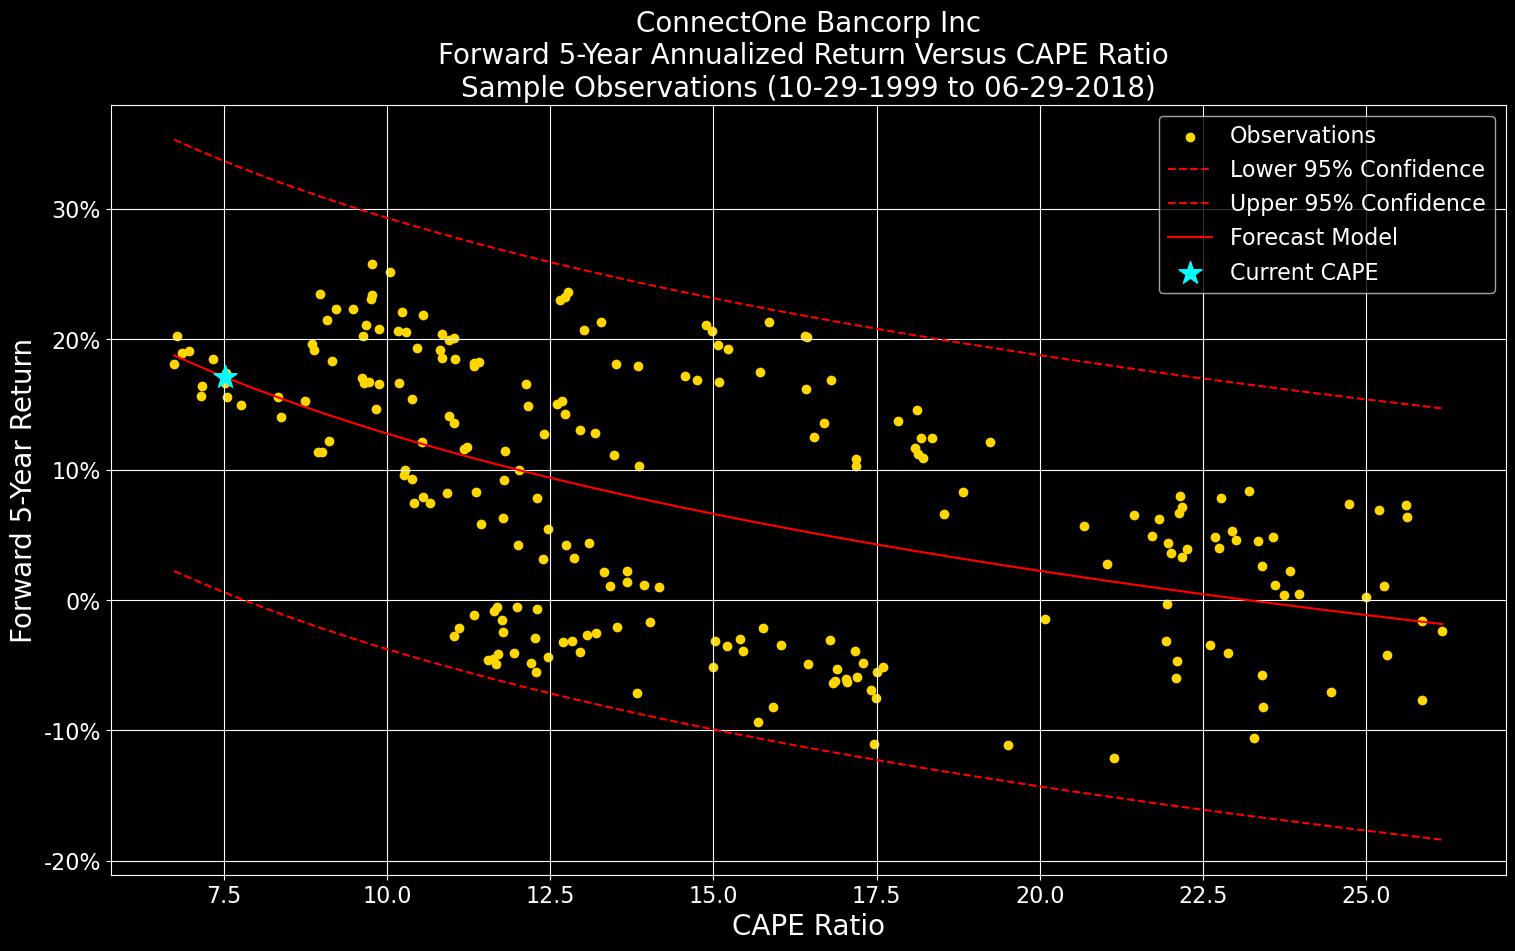 ConnectOne Bancorp Inc
Forward 5-Year Annualized Return Versus CAPE Ratio
Sample Observations (10-29-1999 to 06-29-2018)
Observations
Lower 95% Confidence
Upper 95% Confidence
Forecast Model
Current CAPE
Forward 5-Year Return
30%
20%
10%
0%
-10%
-20%
7.5 10.0 12.5 15.0 17.5 20.0 22.5 25.0
CAPE Ratio